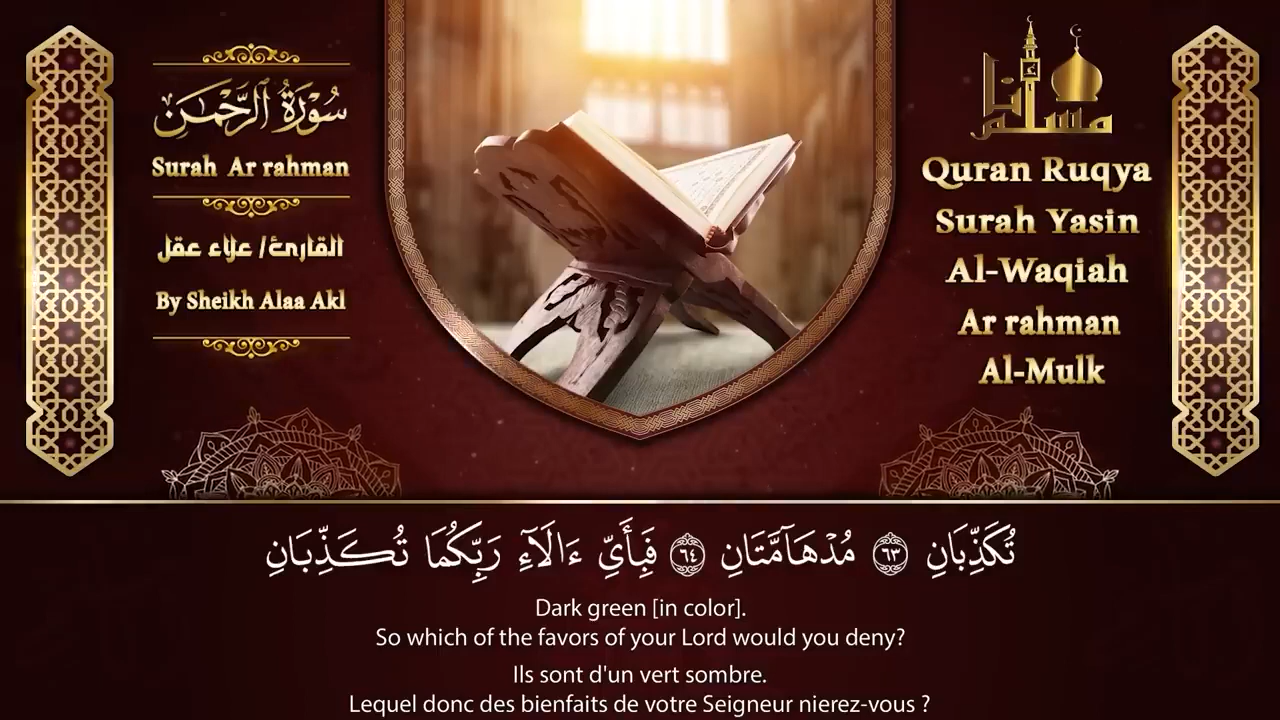 سُورَةُ الرَّحْمَٰن
Surah Ar rahman
القارئ/ علاء عقل
By Sheikh Alaa Akl
أنا مسلم
Quran Ruqya
Surah Yasin
Al-Waqiah
Ar rahman
Al-Mulk
تُكَذِّبَانِ ٦٣ مُدْهَآمَّتَانِ ٦٤ فَبِأَيِّ ءَالَآءِ رَبِّكُمَا تُكَذِّبَانِ
Dark green [in color].
So which of the favors of your Lord would you deny?
Ils sont d'un vert sombre.
Lequel donc des bienfaits de votre Seigneur nierez-vous ?